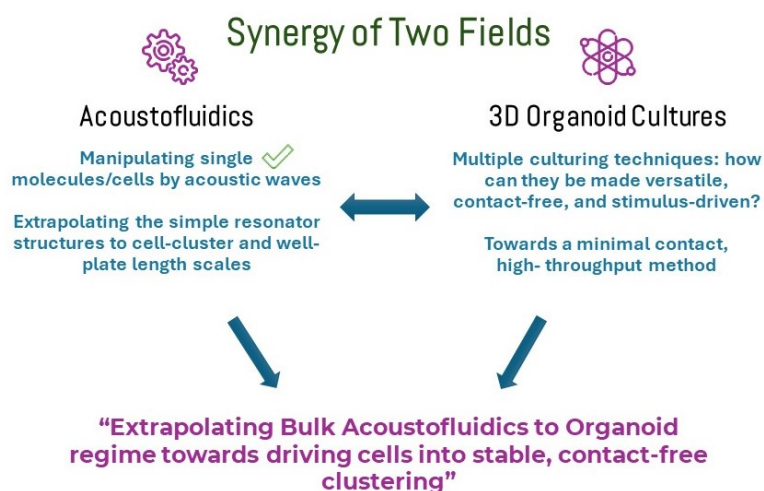 Synergy of Two Fields
Acoustofluidics
Manipulating single
molecules/cells by acoustic waves
Extrapolating the simple resonator
structures to cell-cluster and well-
plate length scales
3D Organoid Cultures
Multiple culturing techniques: how
can they be made versatile,
contact-free, and stimulus-driven?
Towards a minimal contact,
high- throughput method
“Extrapolating Bulk Acoustofluidics to Organoid
regime towards driving cells into stable, contact-free
clustering”